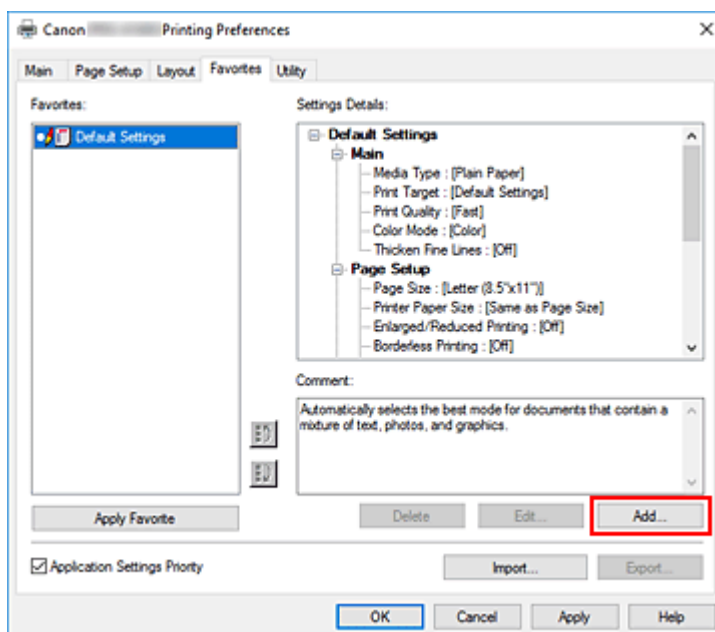 Canon Printing Preferences
Main Page Setup Layout Favorites Utility
Favorites:
Default Settings
Settings Details:
Default Settings
Main
Media Type : [Plain Paper]
Print Target : [Default Settings]
Print Quality : [Fast]
Color Mode : [Color]
Thicken Fine Lines : [Off]
Page Setup
Page Size : [Letter (8.5"x11")]
Printer Paper Size : [Same as Page Size]
Enlarged/Reduced Printing : [Off]
Borderless Printing : [Off]
Comment:
Automatically selects the best mode for documents that contain a
mixture of text, photos, and graphics.
Apply Favorite
Delete Edit... Add...
Application Settings Priority
Import... Export...
OK Cancel Apply Help